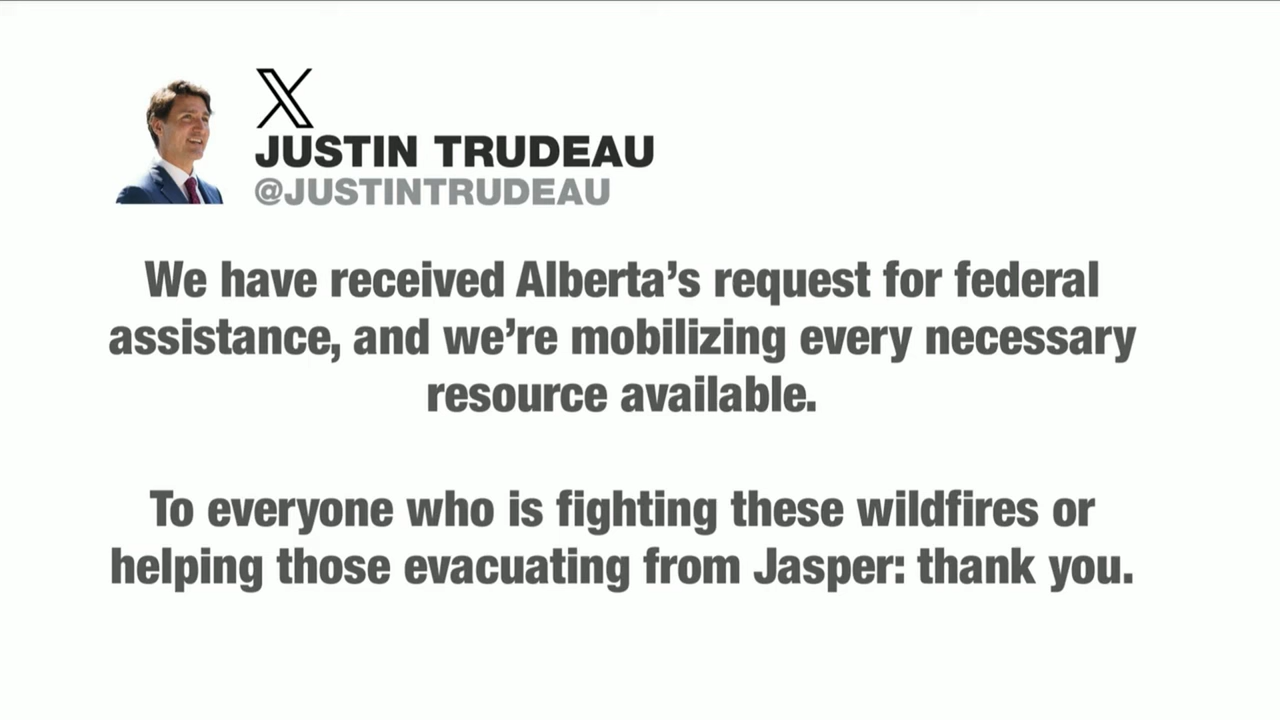 JUSTIN TRUDEAU
@JUSTINTRUDEAU
We have received Alberta’s request for federal
assistance, and we’re mobilizing every necessary
resource available.
To everyone who is fighting these wildfires or
helping those evacuating from Jasper: thank you.